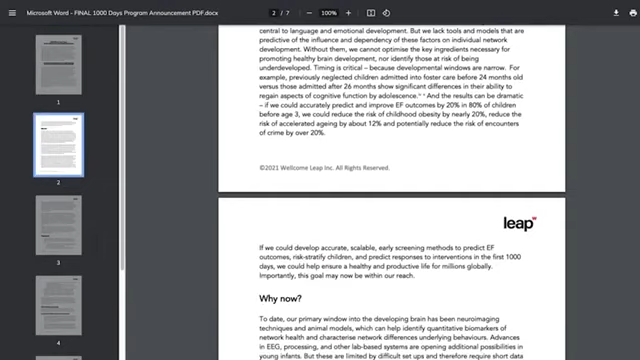 Microsoft Word - FINAL 1000 Days Program Announcement PDF.docx
2 / 7
100%
central to language and emotional development. But we lack tools and models that are
predictive of the influence and dependency of these factors on individual network
development. Without them, we cannot optimise the key ingredients necessary for
promoting healthy brain development, nor identify those at risk of being
underdeveloped. Timing is critical – because developmental windows are narrow. For
example, previously neglected children admitted into foster care before 24 months old
versus those admitted after 26 months show significant differences in their ability to
regain aspects of cognitive function by adolescence. And the results can be dramatic
– if we could accurately predict and improve EF outcomes by 20% in 80% of children
before age 3, we could reduce the risk of childhood obesity by nearly 20%, reduce the
risk of accelerated ageing by about 12% and potentially reduce the risk of encounters
of crime by over 20%.
©2021 Wellcome Leap Inc. All Rights Reserved.
leap
If we could develop accurate, scalable, early screening methods to predict EF
outcomes, risk-stratify children, and predict responses to interventions in the first 1000
days, we could help ensure a healthy and productive life for millions globally.
Importantly, this goal may now be within our reach.
Why now?
To date, our primary window into the developing brain has been neuroimaging
techniques and animal models, which can help identify quantitative biomarkers of
network health and characterise network differences underlying behaviours. Advances
in EEG, processing, and other lab-based systems are opening additional possibilities in
young infants. But these are limited by difficult set ups and therefore require short data
1
2
3
4